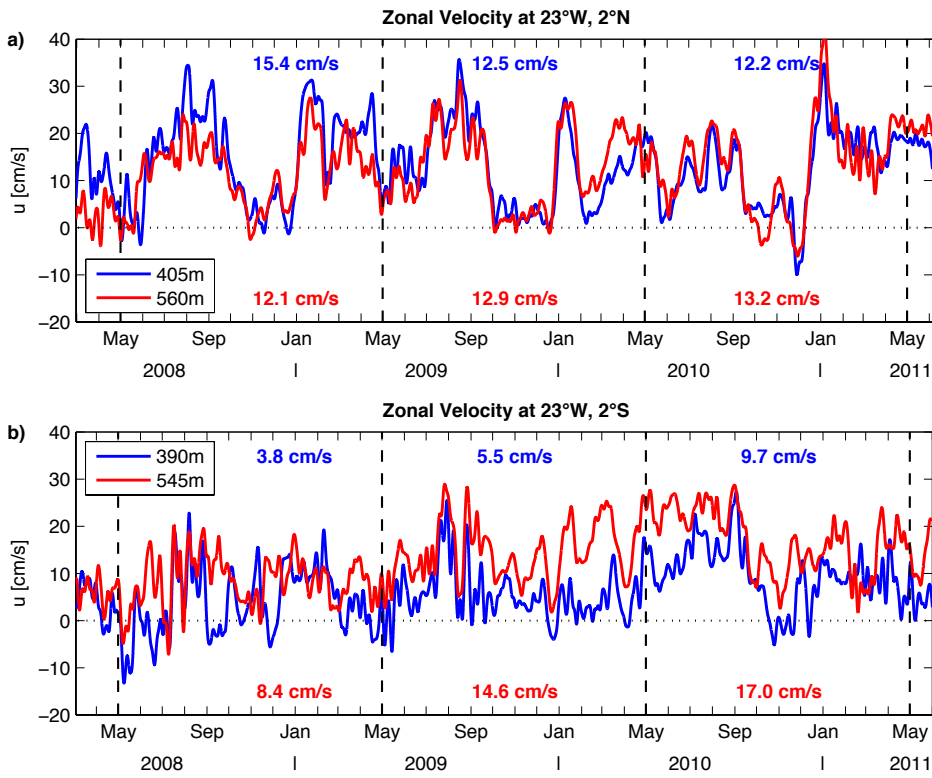 Zonal Velocity at 23°W, 2°N
a)
40
30
20
10
0
−10
−20
u [cm/s]
15.4 cm/s 12.5 cm/s 12.2 cm/s
405m
560m
12.1 cm/s 12.9 cm/s 13.2 cm/s
May Sep Jan May Sep Jan May Sep Jan May
2008 | 2009 | 2010 | 2011
Zonal Velocity at 23°W, 2°S
b)
40
30
20
10
0
−10
−20
u [cm/s]
390m
545m
3.8 cm/s 5.5 cm/s 9.7 cm/s
8.4 cm/s 14.6 cm/s 17.0 cm/s
May Sep Jan May Sep Jan May Sep Jan May
2008 | 2009 | 2010 | 2011